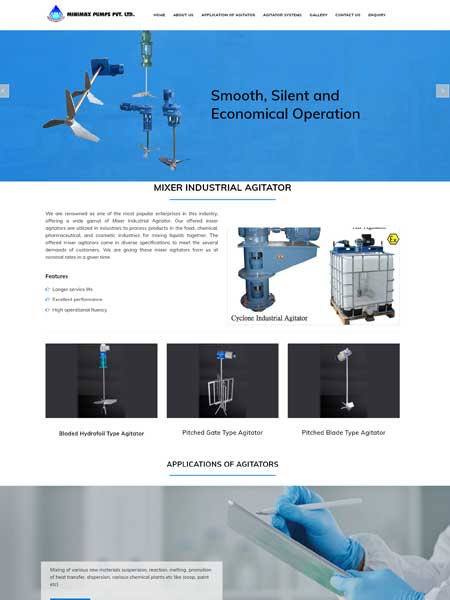 MINIMAX PUMPS PVT. LTD.
HOME ABOUT US APPLICATION OF AGITATOR AGITATOR SYSTEMS GALLERY CONTACT US ENQUIRY
Smooth, Silent and
Economical Operation
MIXER INDUSTRIAL AGITATOR
We are renowned as one of the most popular enterprises in this industry,
offering a wide gamut of Mixer Industrial Agitator. Our offered mixer
agitators are utilized in industries to process products in the food, chemical,
pharmaceutical, and cosmetic industries for mixing liquids together. The
offered mixer agitators come in diverse specifications to meet the several
demands of customers. We are giving these mixer agitators from us at
nominal rates in a given time.
Features
Longer service life
Excellent performance
High operational fluency
Ex
Cyclone Industrial Agitator
Bladed Hydrofoil Type Agitator
Pitched Gate Type Agitator
Pitched Blade Type Agitator
APPLICATIONS OF AGITATORS
Mixing of various raw materials suspension, reaction, melting, promotion
of heat transfer, dispersion, various chemical plants etc like (soap, paint
etc)